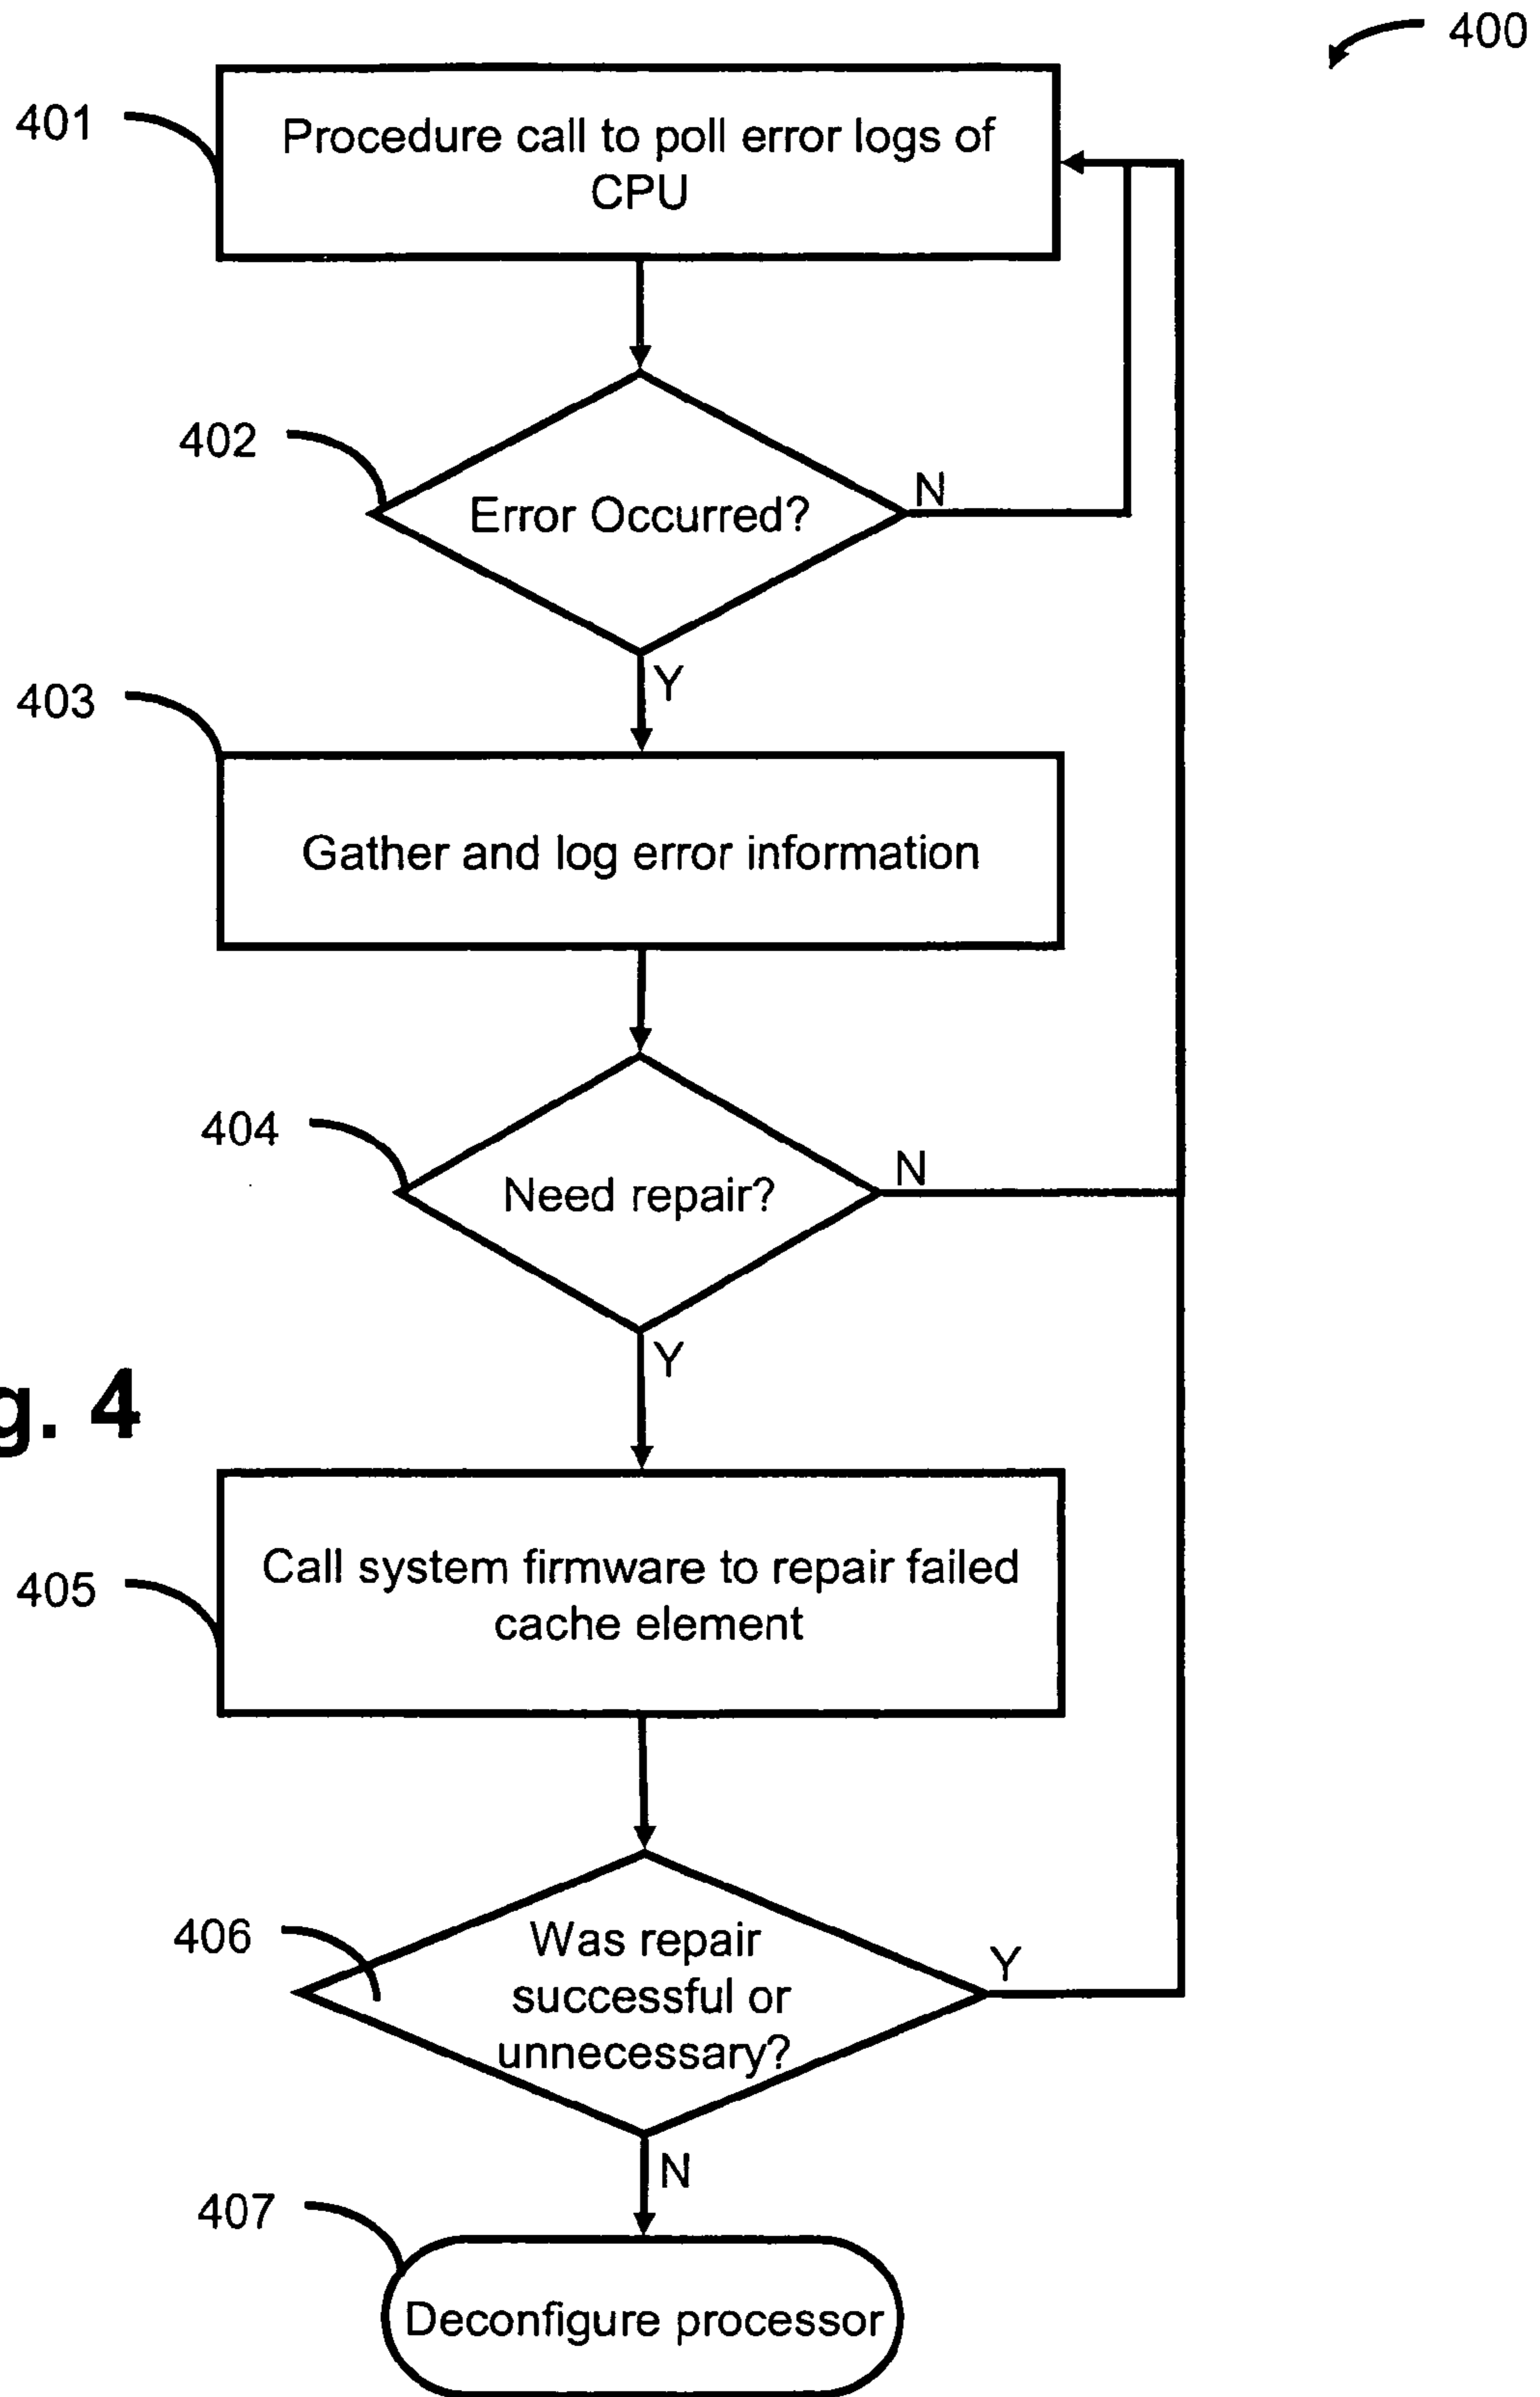 400
401
Procedure call to poll error logs of
CPU
402
Error Occurred?
N
Y
403
Gather and log error information
404
Need repair?
N
Y
g. 4
405
Call system firmware to repair failed
cache element
406
Was repair
successful or
unnecessary?
Y
N
407
Deconfigure processor